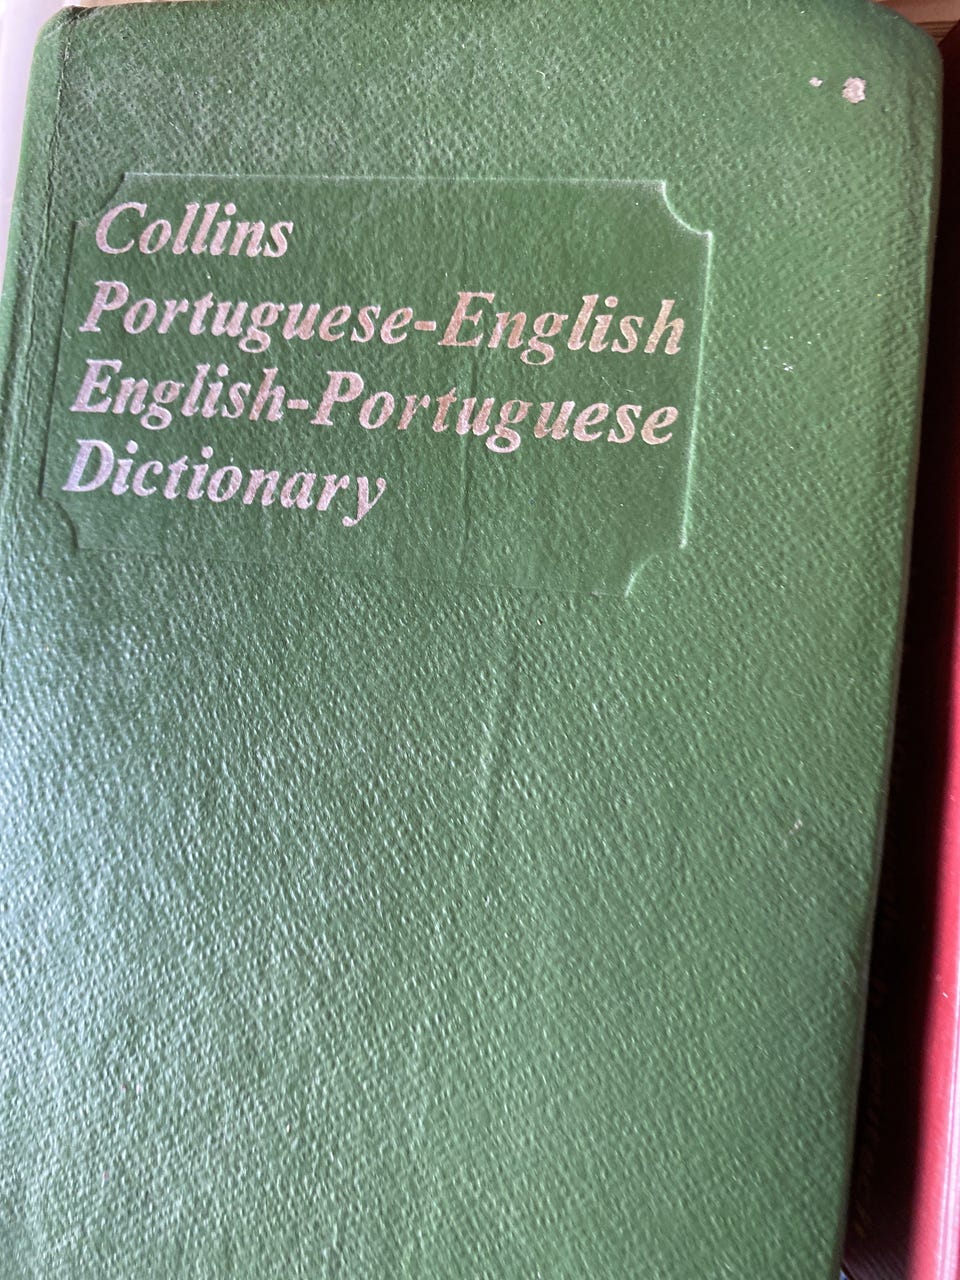 Collins
Portuguese-English
English-Portuguese
Dictionary